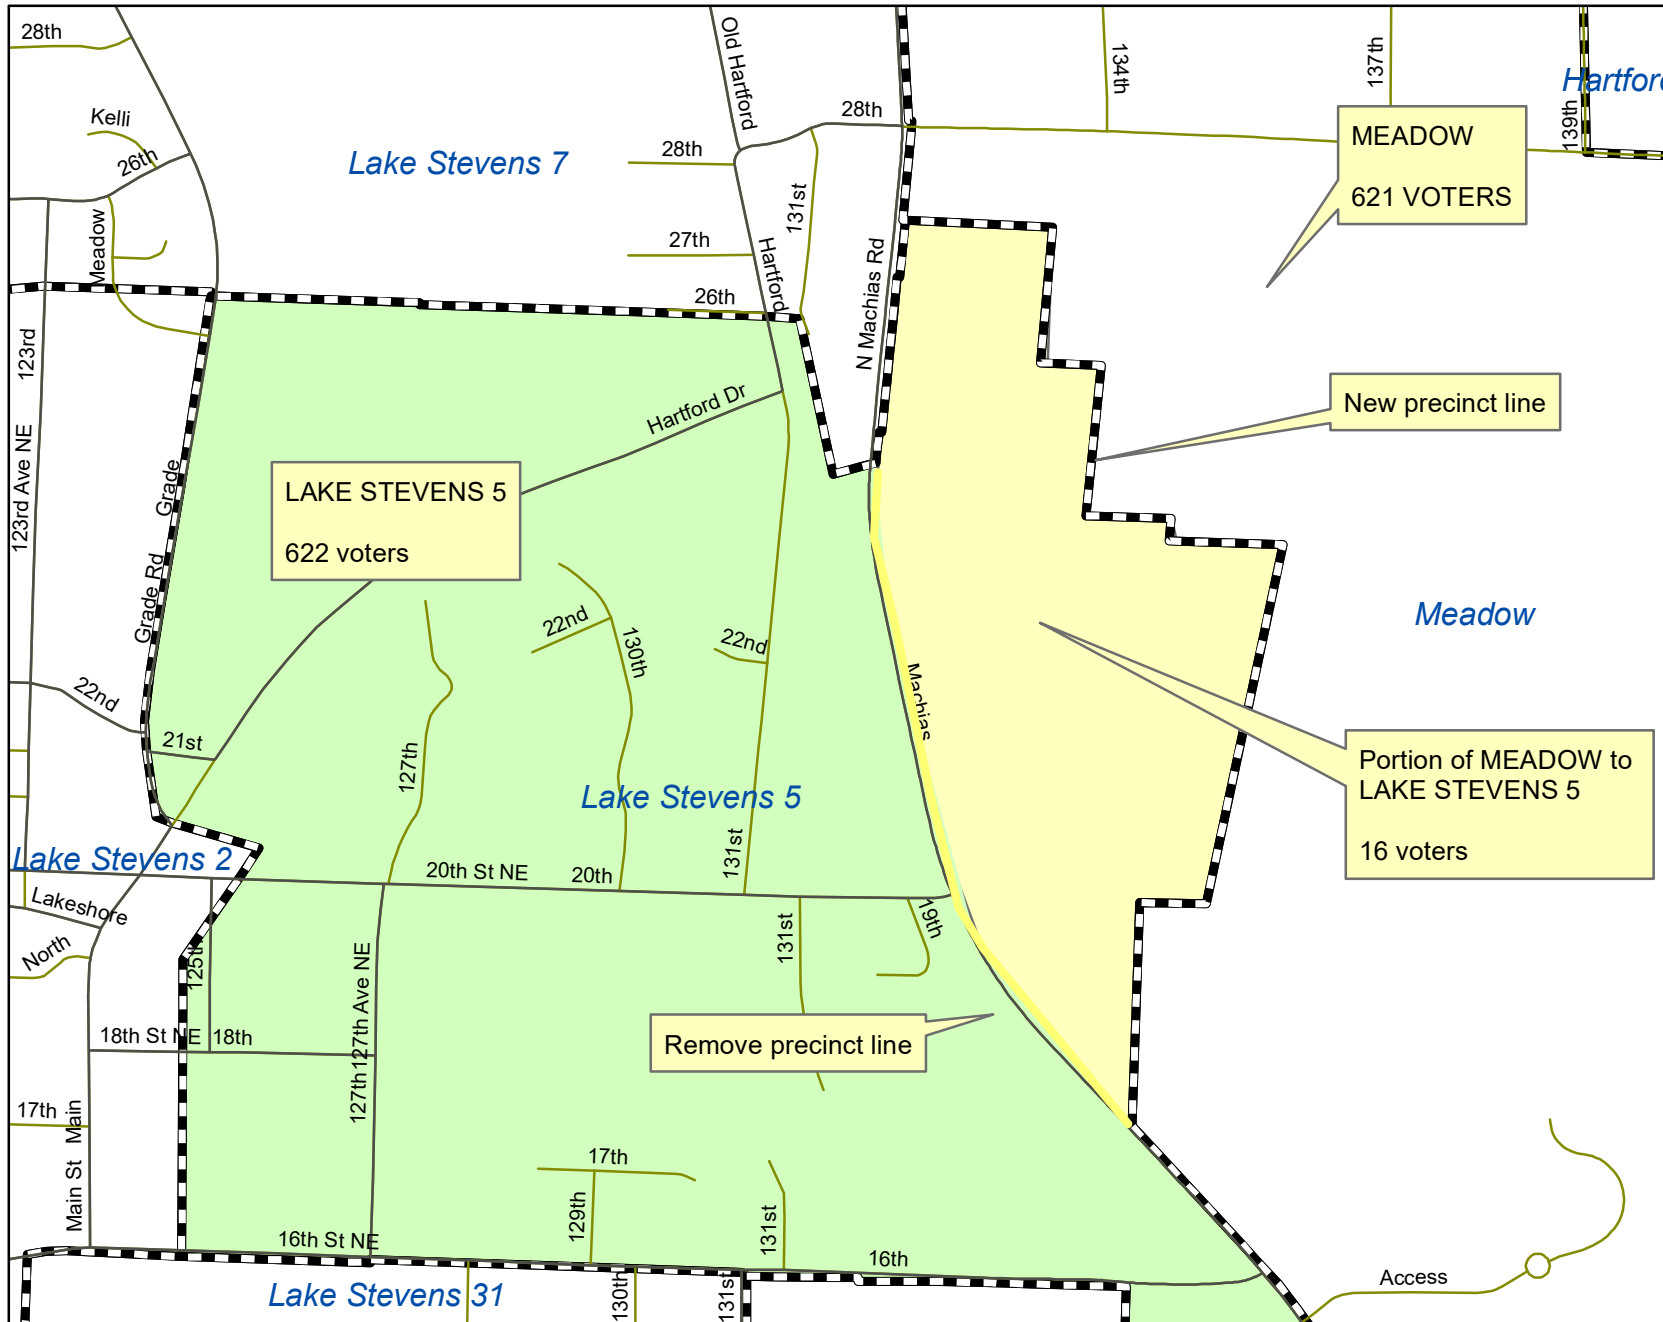 28th
Old Hartford
134th
137th
Hartford
Kelli
28th
139th
MEADOW
621 VOTERS
26th
Lake Stevens 7
28th
131st
Meadow
27th
Hartford
N Machias Rd
26th
123rd
Hartford Dr
New precinct line
123rd Ave NE
Grade
LAKE STEVENS 5
622 voters
Grade Rd
22nd
130th
22nd
Meadow
22nd
Machias
21st
127th
Portion of MEADOW to
LAKE STEVENS 5
16 voters
Lake Stevens 5
131st
Lake Stevens 2
20th St NE
20th
Lakeshore
19th
North
125th
131st
127th Ave NE
18th St NE
18th
Remove precinct line
127th
17th
Main
Main St
17th
129th
131st
16th St NE
16th
Lake Stevens 31
130th
131st
Access